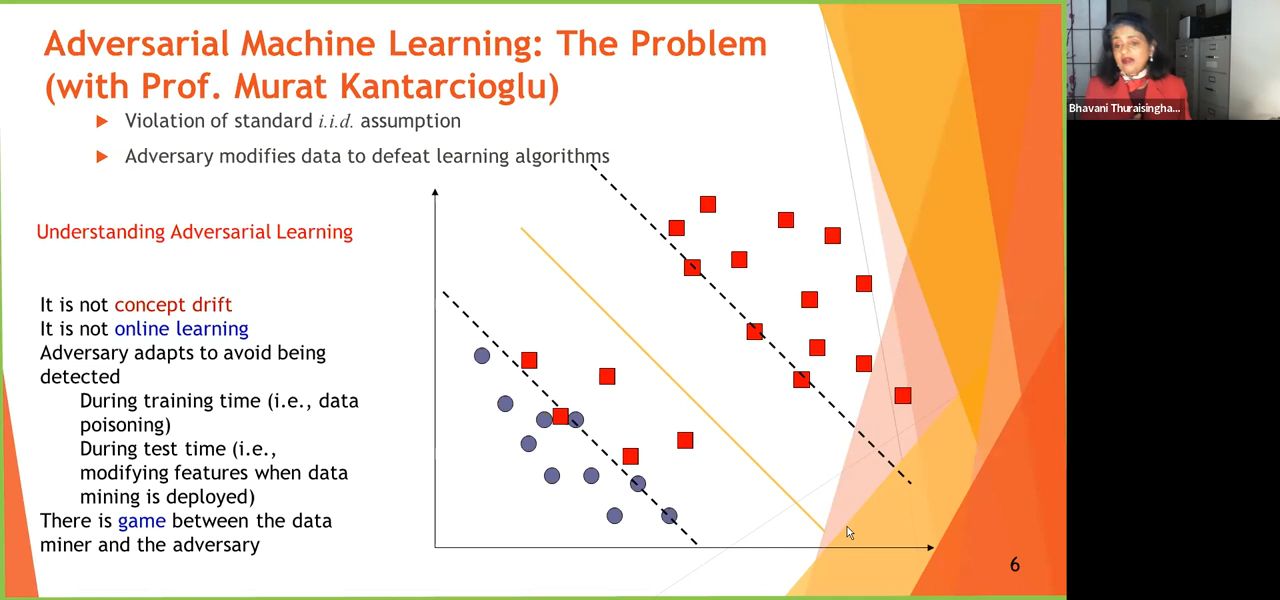 Adversarial Machine Learning: The Problem
(with Prof. Murat Kantarcioglu)
Violation of standard i.i.d. assumption
Adversary modifies data to defeat learning algorithms
Understanding Adversarial Learning
It is not concept drift
It is not online learning
Adversary adapts to avoid being
detected
During training time (i.e., data
poisoning)
During test time (i.e.,
modifying features when data
mining is deployed)
There is game between the data
miner and the adversary
6
Bhavani Thuraisingha...